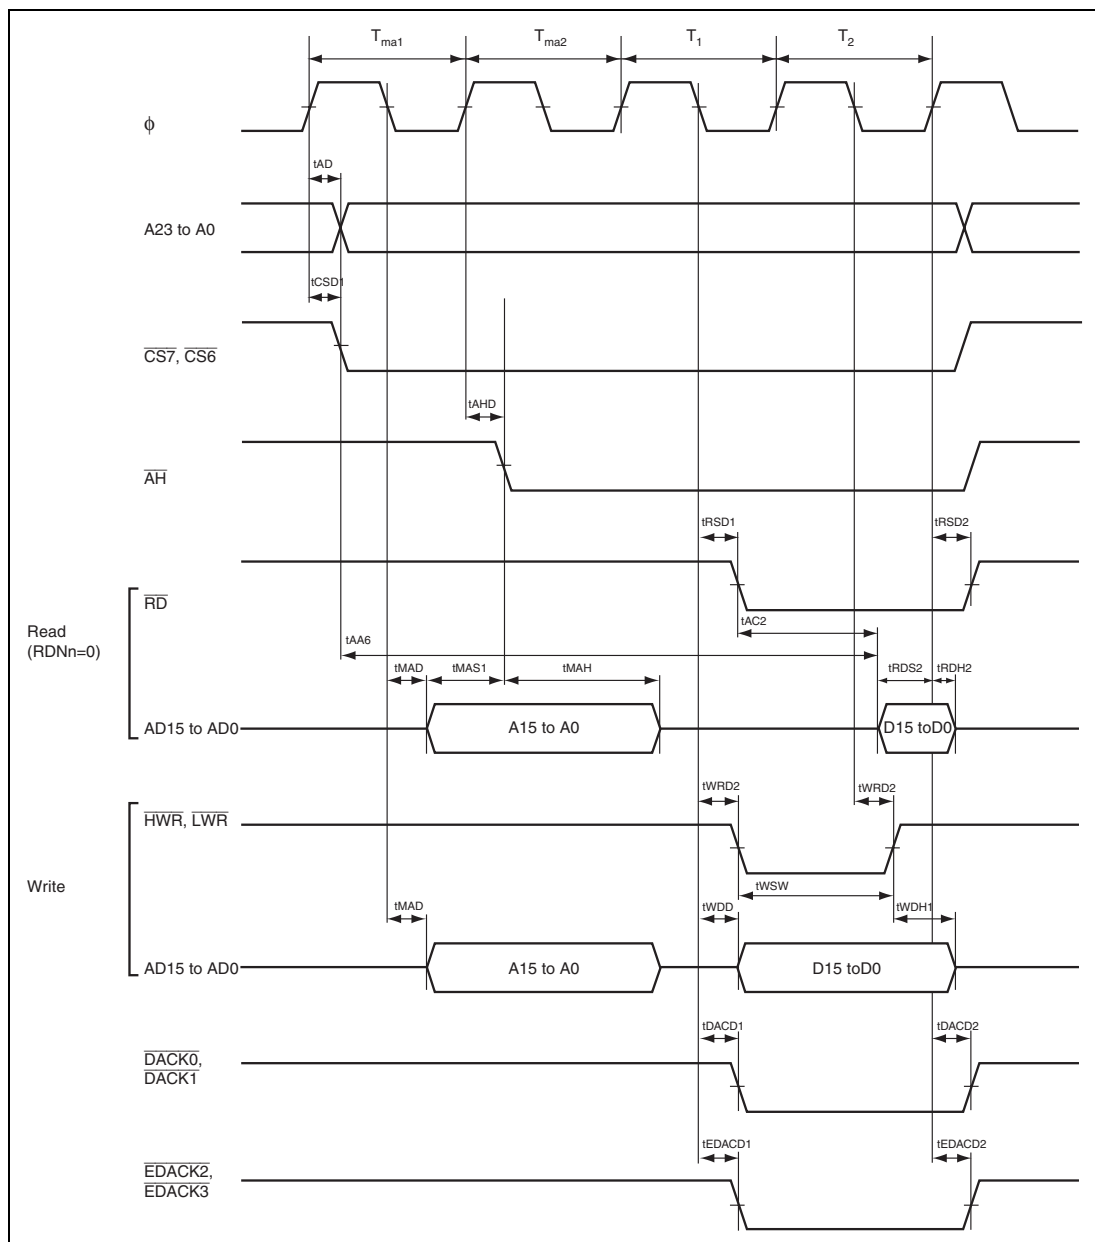 Tma1 Tma2 T1 T2
ϕ
tAD
A23 to A0
tCSD1
CS7, CS6
tAHD
AH
tRSD1 tRSD2
RD
Read
(RDNn=0)
tAC2
tAA6
tMAD tMAS1 tMAH tRDS2 tRDH2
AD15 to AD0 A15 to A0 D15 toD0
tWRD2 tWRD2
HWR, LWR
Write
tWSW
tMAD tWDD tWDH1
AD15 to AD0 A15 to A0 D15 toD0
tDACD1 tDACD2
DACK0,
DACK1
tEDACD1 tEDACD2
EDACK2,
EDACK3